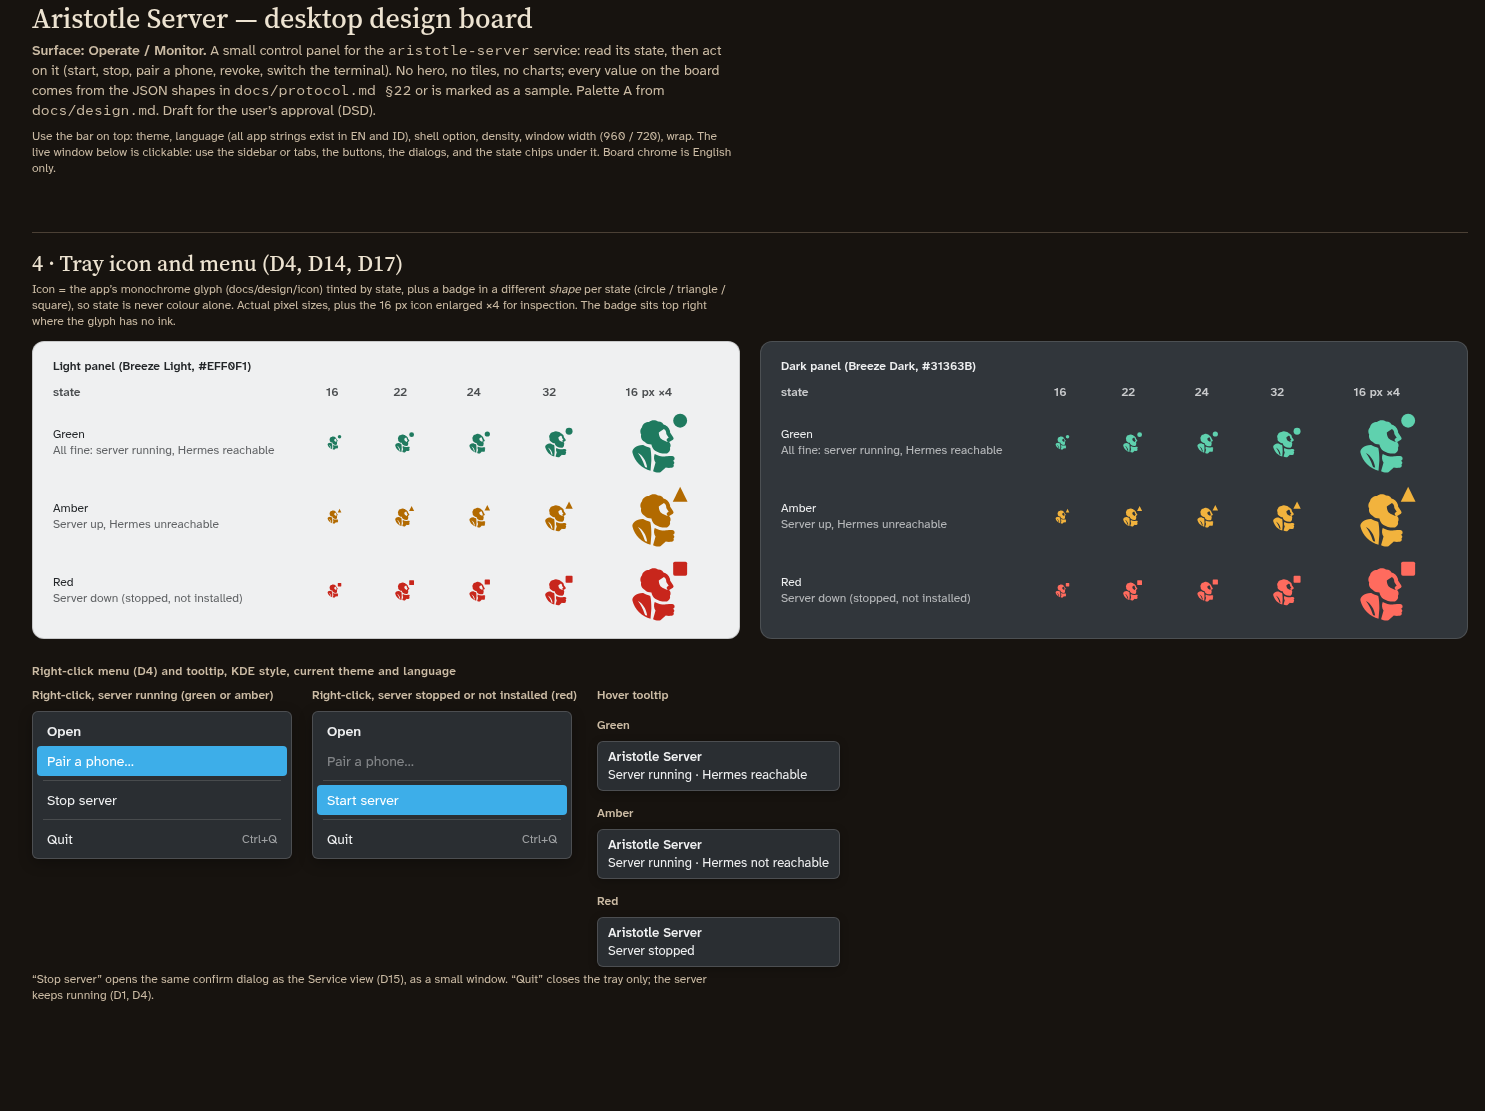 Aristotle Server — desktop design board
Surface: Operate / Monitor. A small control panel for the aristotle-server service: read its state, then act
on it (start, stop, pair a phone, revoke, switch the terminal). No hero, no tiles, no charts; every value on the board
comes from the JSON shapes in docs/protocol.md §22 or is marked as a sample. Palette A from
docs/design.md. Draft for the user’s approval (DSD).
Use the bar on top: theme, language (all app strings exist in EN and ID), shell option, density, window width (960 / 720), wrap. The
live window below is clickable: use the sidebar or tabs, the buttons, the dialogs, and the state chips under it. Board chrome is English
only.
4 · Tray icon and menu (D4, D14, D17)
Icon = the app’s monochrome glyph (docs/design/icon) tinted by state, plus a badge in a different shape per state (circle / triangle /
square), so state is never colour alone. Actual pixel sizes, plus the 16 px icon enlarged ×4 for inspection. The badge sits top right
where the glyph has no ink.
Light panel (Breeze Light, #EFF0F1)
state 16 22 24 32 16 px ×4
Green
All fine: server running, Hermes reachable
Amber
Server up, Hermes unreachable
Red
Server down (stopped, not installed)
Dark panel (Breeze Dark, #31363B)
state 16 22 24 32 16 px ×4
Green
All fine: server running, Hermes reachable
Amber
Server up, Hermes unreachable
Red
Server down (stopped, not installed)
Right-click menu (D4) and tooltip, KDE style, current theme and language
Right-click, server running (green or amber)
Open
Pair a phone…
Stop server
Quit Ctrl+Q
Right-click, server stopped or not installed (red)
Open
Pair a phone…
Start server
Quit Ctrl+Q
Hover tooltip
Green
Aristotle Server
Server running · Hermes reachable
Amber
Aristotle Server
Server running · Hermes not reachable
Red
Aristotle Server
Server stopped
“Stop server” opens the same confirm dialog as the Service view (D15), as a small window. “Quit” closes the tray only; the server
keeps running (D1, D4).